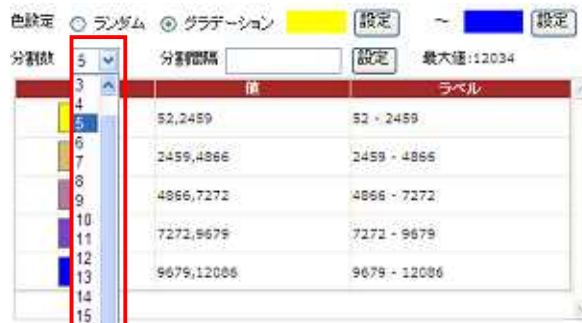 色設定 ランダム グラデーション 設定 ～ 設定
分割数 5 分割間隔 設定 最大値:12034
値 ラベル
3
4
5
6
7
8
9
10
11
12
13
14
15
52,2459 52 - 2459
2459,4866 2459 - 4866
4866,7272 4866 - 7272
7272,9679 7272 - 9679
9679,12086 9679 - 12086